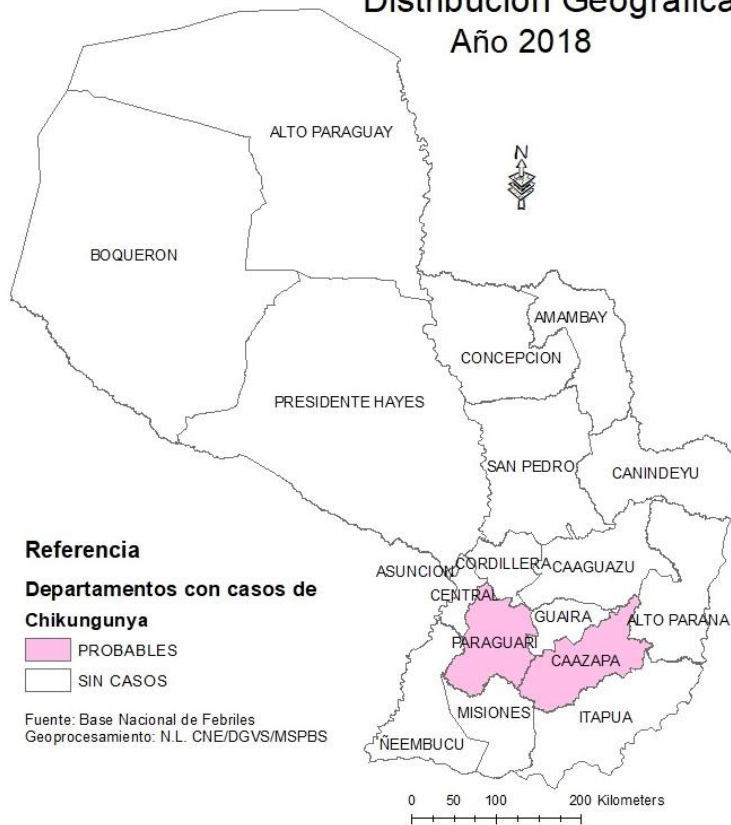 Distribución Geográfica
Año 2018
N
ALTO PARAGUAY
BOQUERON
AMAMBAY
CONCEPCION
PRESIDENTE HAYES
SAN PEDRO
CANINDEYU
CORDILLERA
CAAGUAZU
ASUNCION
CENTRAL
GUAIRA
ALTO PARANA
PARAGUARI
CAAZAPA
MISIONES
ITAPUA
ÑEEMBUCU
Referencia
Departamentos con casos de
Chikungunya
PROBABLES
SIN CASOS
Fuente: Base Nacional de Febriles
Geoprocesamiento: N.L. CNE/DGVS/MSPBS
0 50 100 200 Kilometers